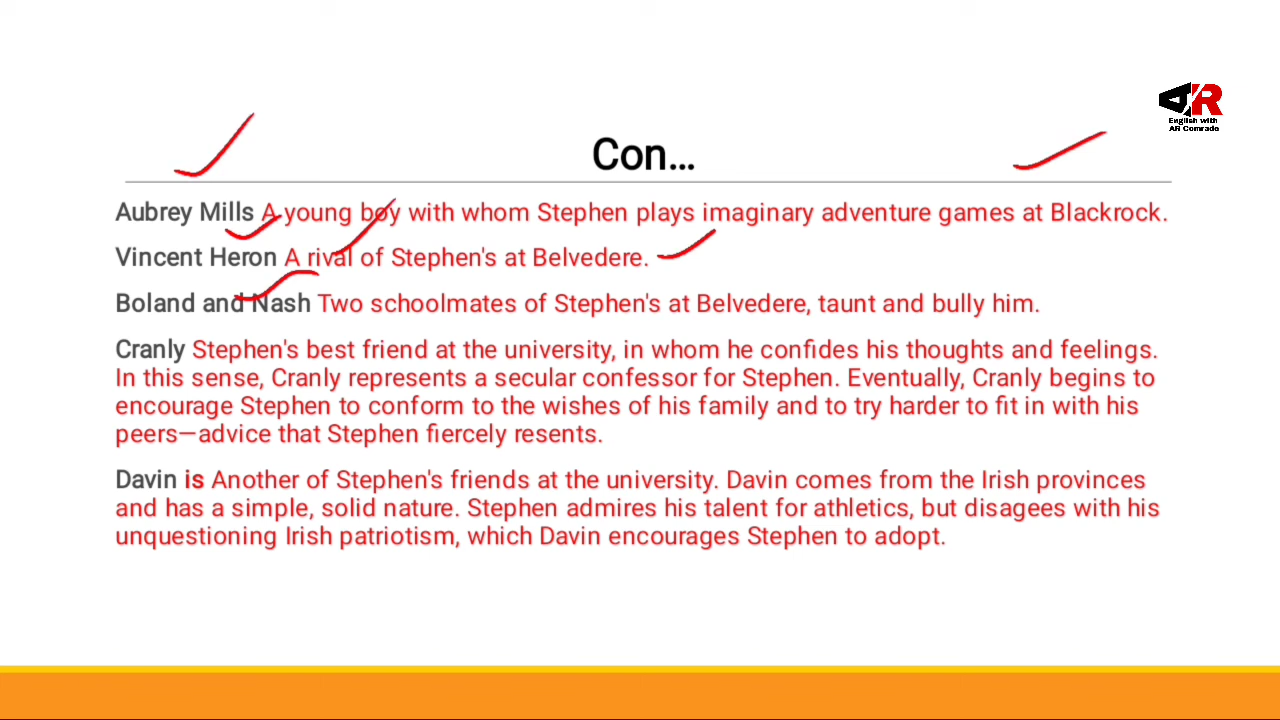 AR
English with
AR Comrade
Con...
Aubrey Mills A young boy with whom Stephen plays imaginary adventure games at Blackrock.
Vincent Heron A rival of Stephen's at Belvedere.
Boland and Nash Two schoolmates of Stephen's at Belvedere, taunt and bully him.
Cranly Stephen's best friend at the university, in whom he confides his thoughts and feelings.
In this sense, Cranly represents a secular confessor for Stephen. Eventually, Cranly begins to
encourage Stephen to conform to the wishes of his family and to try harder to fit in with his
peers—advice that Stephen fiercely resents.
Davin is Another of Stephen's friends at the university. Davin comes from the Irish provinces
and has a simple, solid nature. Stephen admires his talent for athletics, but disagees with his
unquestioning Irish patriotism, which Davin encourages Stephen to adopt.